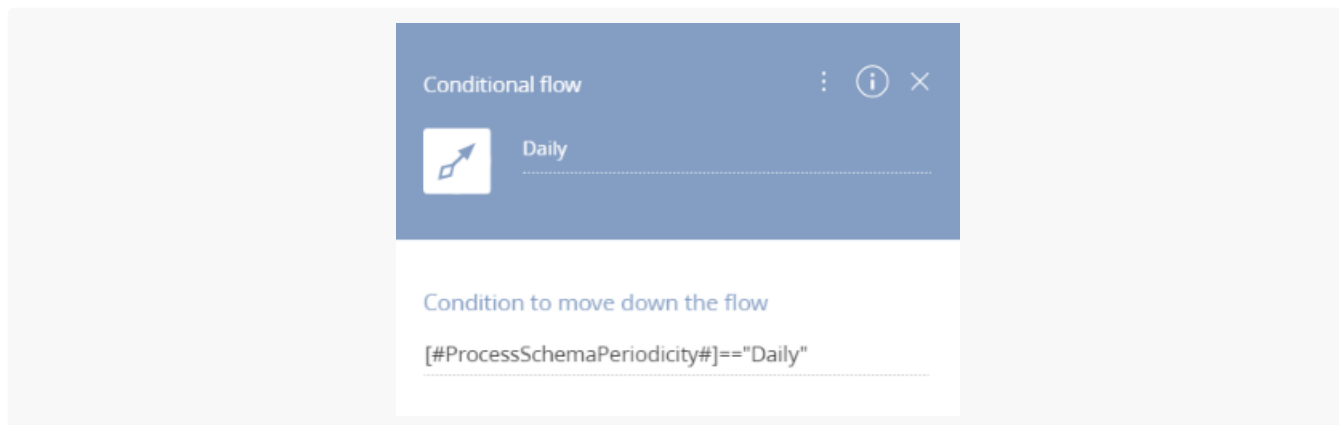 Conditional flow
Daily
Condition to move down the flow
[#ProcessSchemaPeriodicity#]=="Daily"